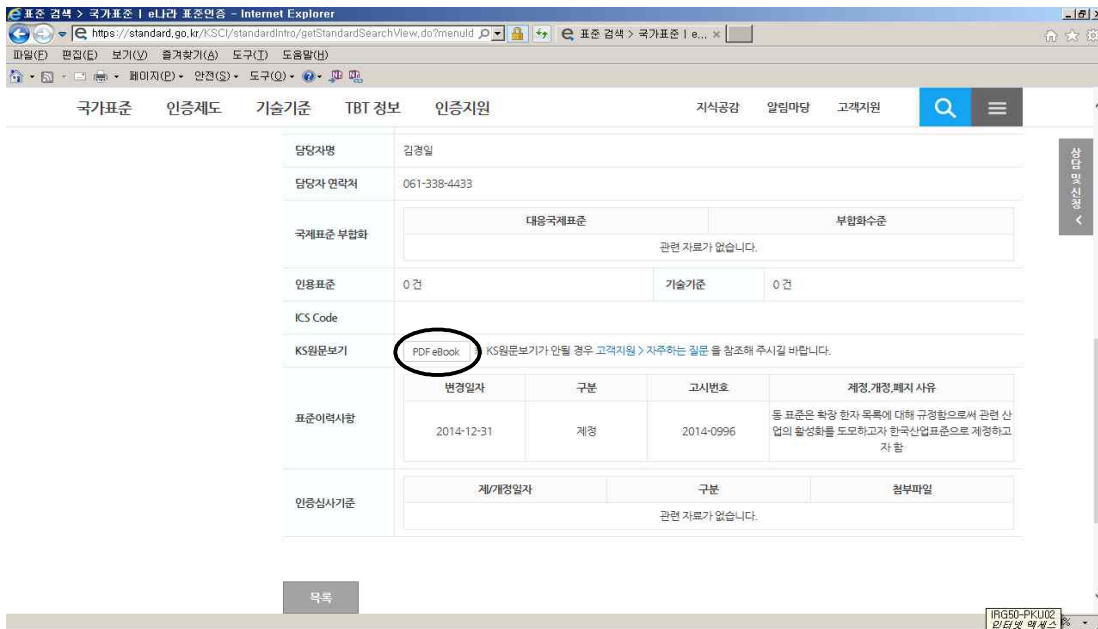 표준 검색 > 국가표준 | e나라 표준인증 - Internet Explorer
https://standard.go.kr/KSCI/standardIntro/getStandardSearchView.do?menuId
표준 검색 > 국가표준 | e...
파일(F) 편집(E) 보기(V) 즐겨찾기(A) 도구(T) 도움말(H)
페이지(P) 안전(S) 도구(O)
국가표준 인증제도 기술기준 TBT 정보 인증지원 지식공감 알림마당 고객지원
상담 및 신청
담당자명 김경일
담당자 연락처 061-338-4433
국제표준 부합화 대응국제표준 부합화수준
관련 자료가 없습니다.
인용표준 0 건 기술기준 0 건
ICS Code
KS원문보기 PDF eBook KS원문보기가 안될 경우 고객지원 > 자주하는 질문 을 참조해 주시길 바랍니다.
표준이력사항 변경일자 구분 고시번호 제정,개정,폐지 사유
2014-12-31 제정 2014-0996 동 표준은 확장 한자 목록에 대해 규정함으로써 관련 산
업의 활성화를 도모하고자 한국산업표준으로 제정하고
자 함
인증심사기준 제/개정일자 구분 첨부파일
관련 자료가 없습니다.
목록
IRG50-PKU02
인터넷 액세스